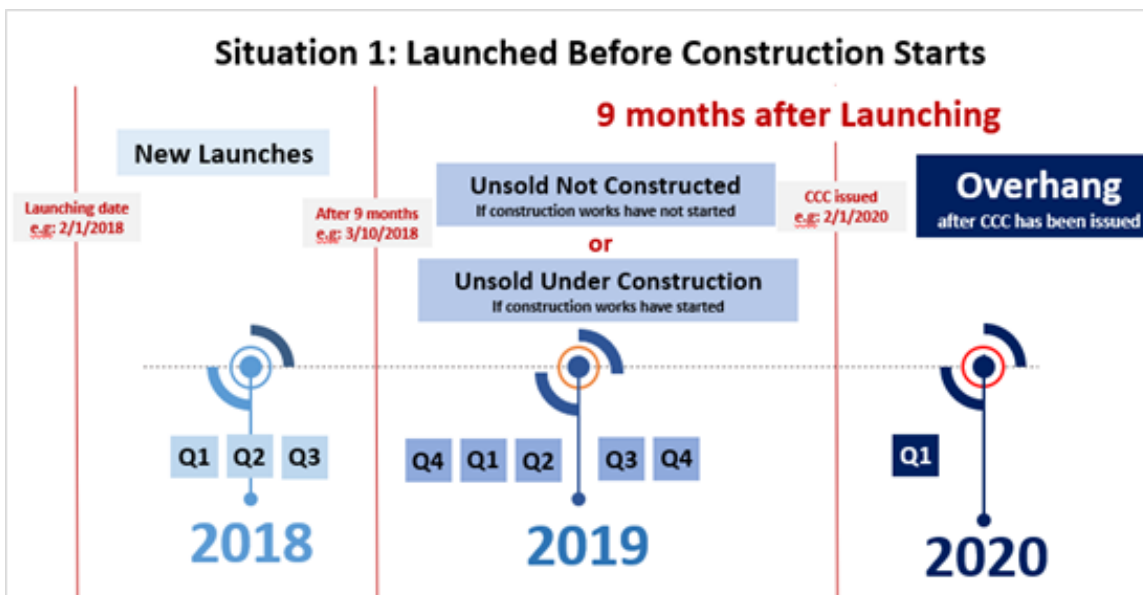 Situation 1: Launched Before Construction Starts
9 months after Launching
New Launches
Launching date
e.g: 2/1/2018
After 9 months
e.g: 3/10/2018
Unsold Not Constructed
If construction works have not started
or
Unsold Under Construction
If construction works have started
CCC issued
e.g: 2/1/2020
Overhang
after CCC has been issued
Q1 Q2 Q3
Q4 Q1 Q2 Q3 Q4
Q1
2018
2019
2020